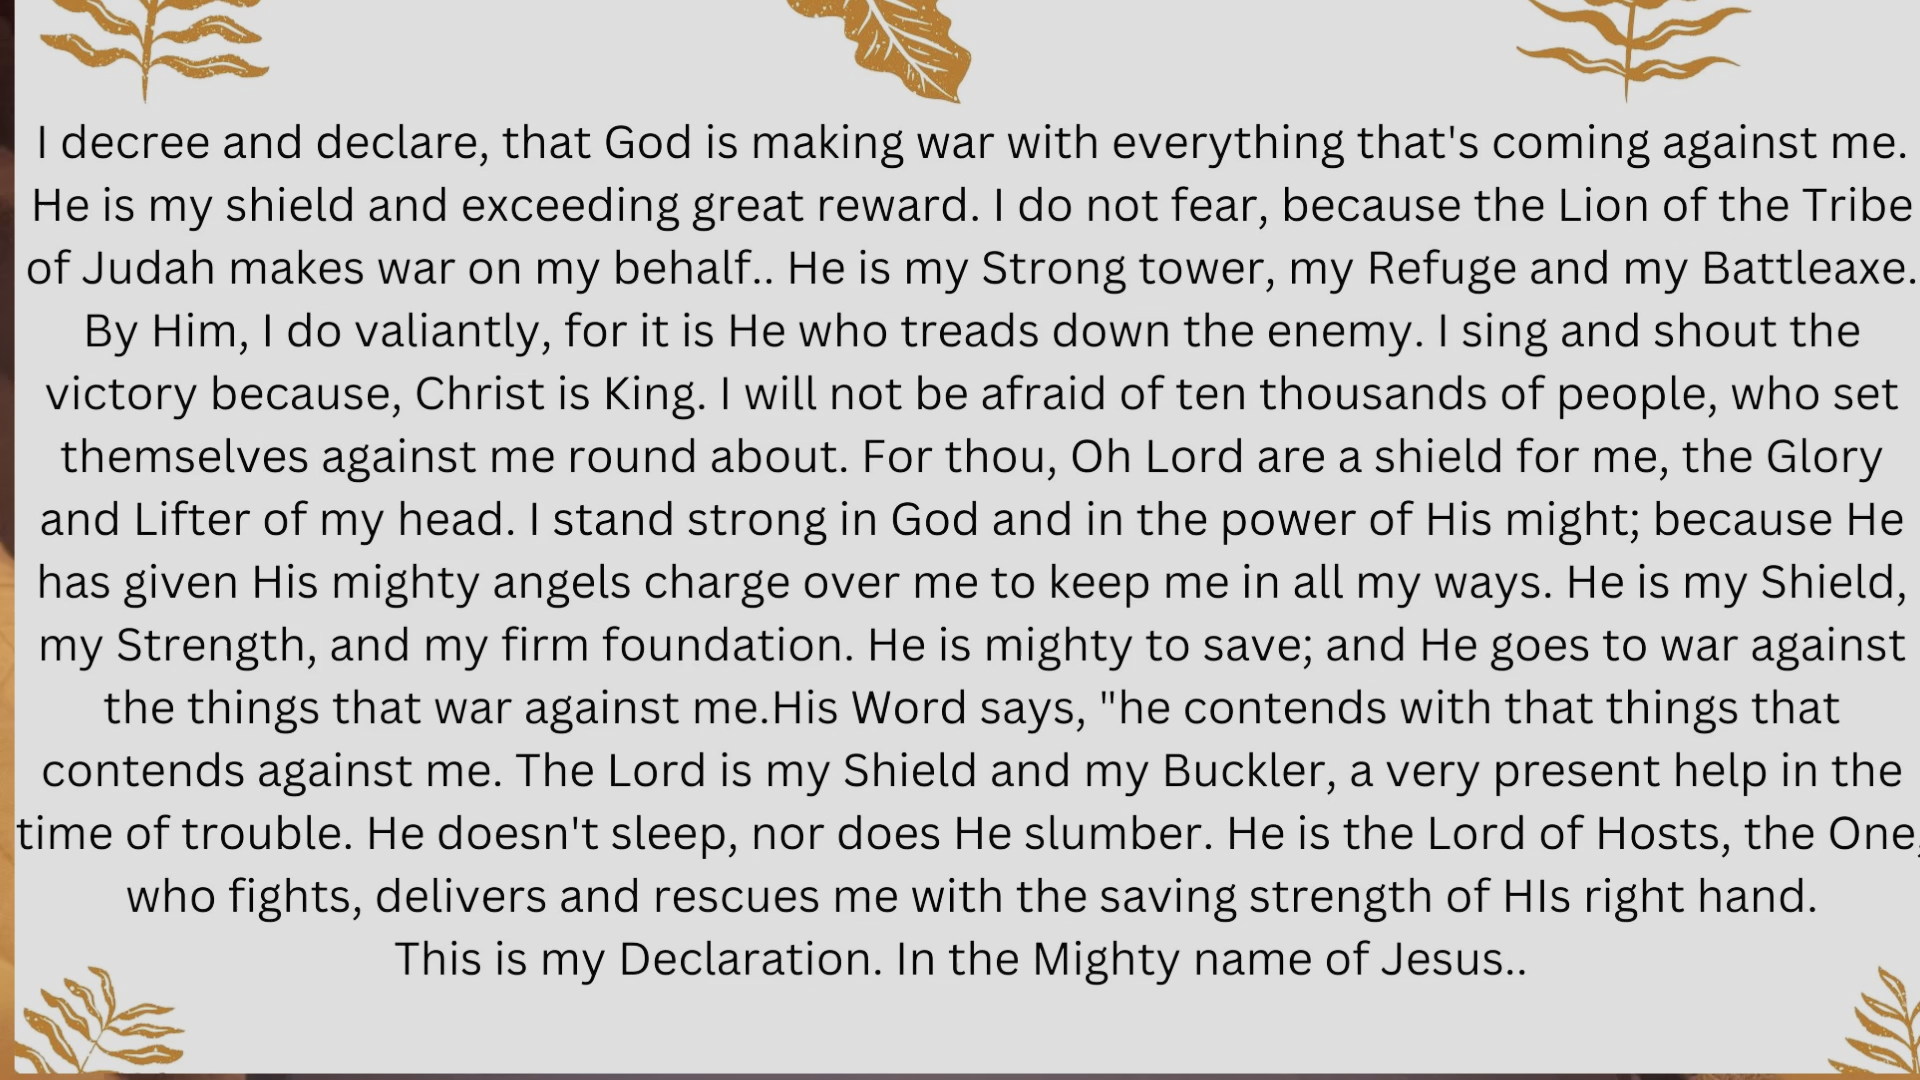 I decree and declare, that God is making war with everything that's coming against me.
He is my shield and exceeding great reward. I do not fear, because the Lion of the Tribe
of Judah makes war on my behalf.. He is my Strong tower, my Refuge and my Battleaxe.
By Him, I do valiantly, for it is He who treads down the enemy. I sing and shout the
victory because, Christ is King. I will not be afraid of ten thousands of people, who set
themselves against me round about. For thou, Oh Lord are a shield for me, the Glory
and Lifter of my head. I stand strong in God and in the power of His might; because He
has given His mighty angels charge over me to keep me in all my ways. He is my Shield,
my Strength, and my firm foundation. He is mighty to save; and He goes to war against
the things that war against me.His Word says, "he contends with that things that
contends against me. The Lord is my Shield and my Buckler, a very present help in the
time of trouble. He doesn't sleep, nor does He slumber. He is the Lord of Hosts, the One,
who fights, delivers and rescues me with the saving strength of HIs right hand.
This is my Declaration. In the Mighty name of Jesus..